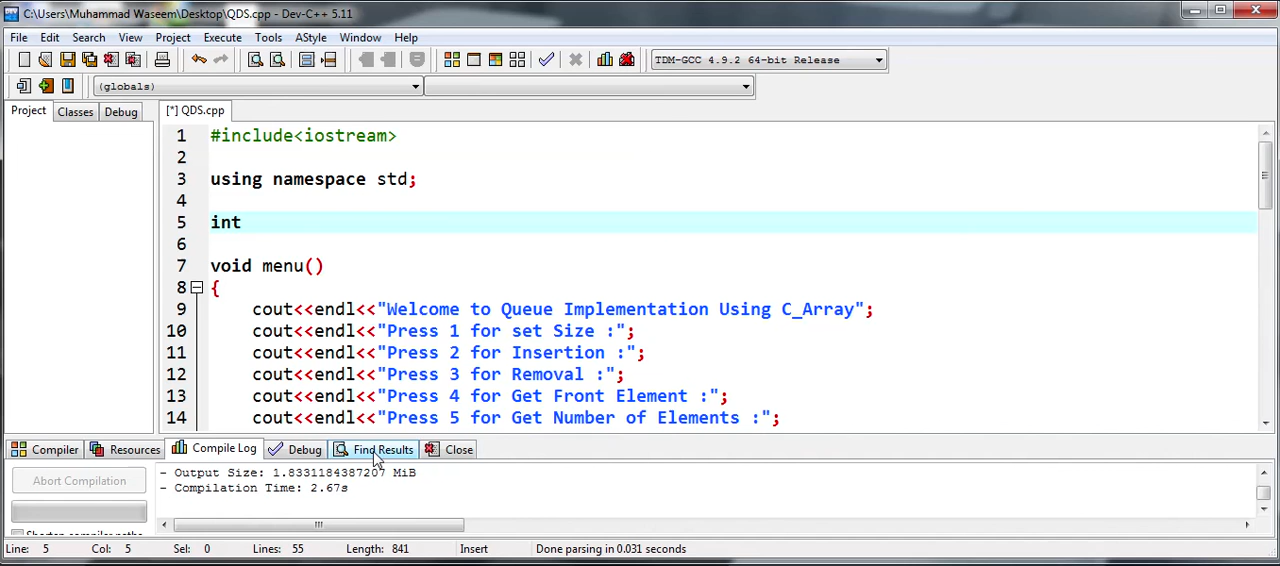 C:\Users\Muhammad Waseem\Desktop\QDS.cpp - Dev-C++ 5.11
File Edit Search View Project Execute Tools AStyle Window Help
TDM-GCC 4.9.2 64-bit Release
(globals)
Project Classes Debug [*] QDS.cpp
1 #include<iostream>
2
3 using namespace std;
4
5 int
6
7 void menu()
8 {
9 cout<<endl<<"Welcome to Queue Implementation Using C_Array";
10 cout<<endl<<"Press 1 for set Size :";
11 cout<<endl<<"Press 2 for Insertion :";
12 cout<<endl<<"Press 3 for Removal :";
13 cout<<endl<<"Press 4 for Get Front Element :";
14 cout<<endl<<"Press 5 for Get Number of Elements :";
Compiler Resources Compile Log Debug Find Results Close
- Output Size: 1.8331184387207 MiB
Abort Compilation
- Compilation Time: 2.67s
Shorten compiler paths
Line: 5 Col: 5 Sel: 0 Lines: 55 Length: 841 Insert Done parsing in 0.031 seconds